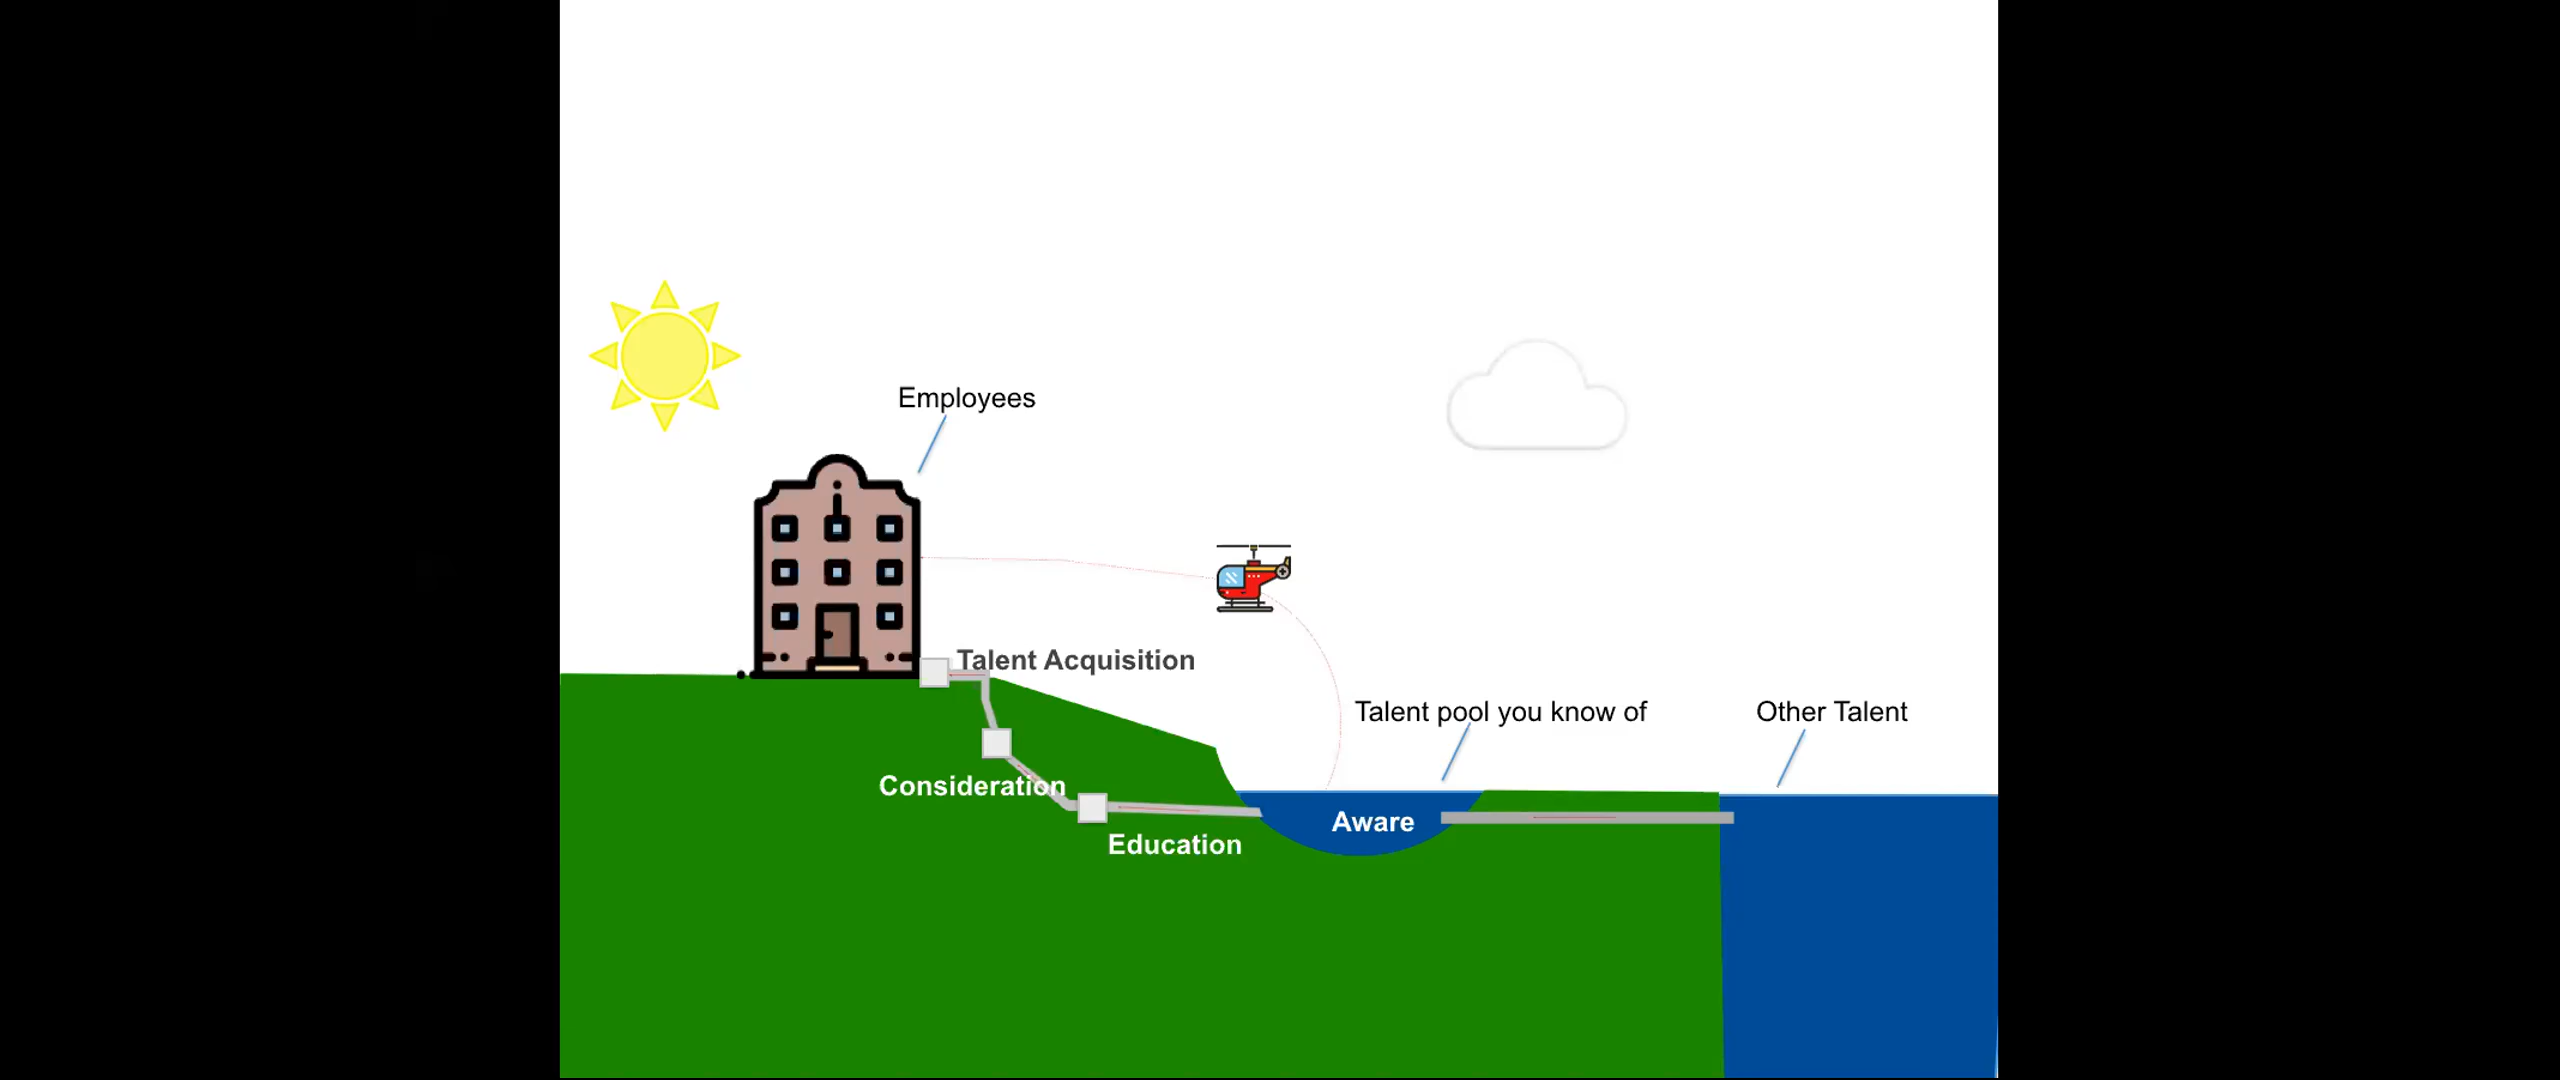 Employees
Talent Acquisition
Talent pool you know of
Other Talent
Consideration
Aware
Education